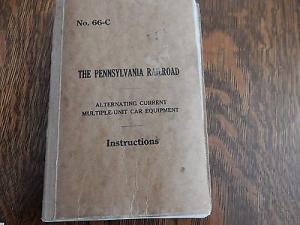 No. 66-C
THE PENNSYLVANIA RAILROAD
ALTERNATING CURRENT
MULTIPLE-UNIT CAR EQUIPMENT
Instructions